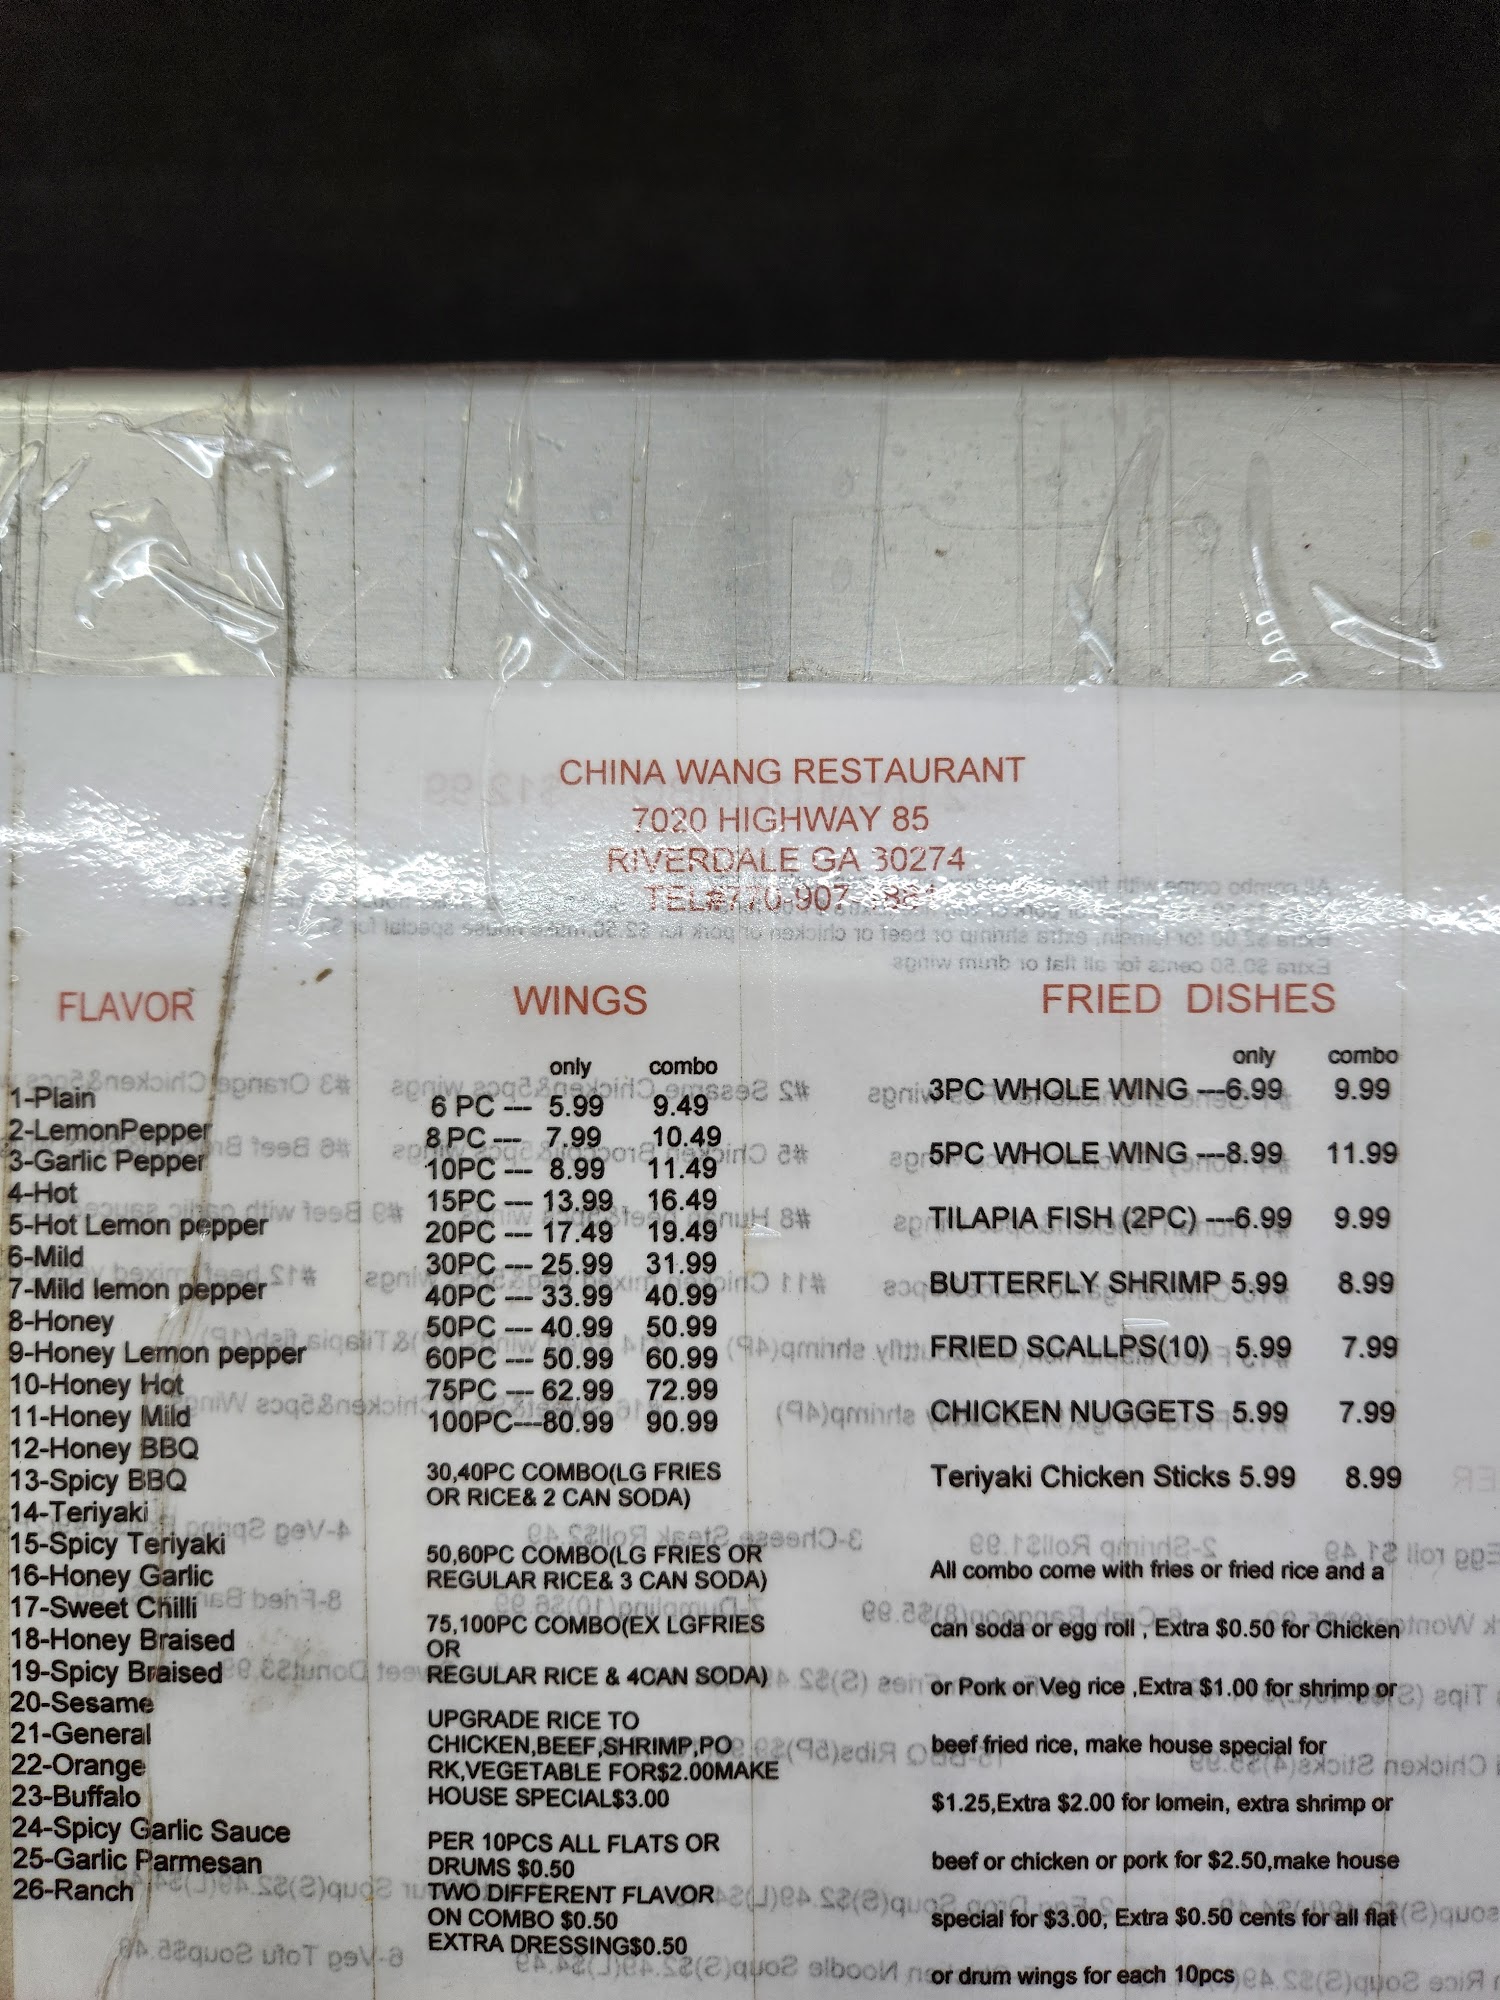 CHINA WANG RESTAURANT
7020 HIGHWAY 85
RIVERDALE GA 30274
TEL#770-907-
FLAVOR
1-Plain
2-LemonPepper
3-Garlic Pepper
4-Hot
5-Hot Lemon pepper
6-Mild
7-Mild lemon pepper
8-Honey
9-Honey Lemon pepper
10-Honey Hot
11-Honey Mild
12-Honey BBQ
13-Spicy BBQ
14-Teriyaki
15-Spicy Teriyaki
16-Honey Garlic
17-Sweet Chilli
18-Honey Braised
19-Spicy Braised
20-Sesame
21-General
22-Orange
23-Buffalo
24-Spicy Garlic Sauce
25-Garlic Parmesan
26-Ranch
WINGS
only combo
6 PC --- 5.99 9.49
8 PC --- 7.99 10.49
10PC --- 8.99 11.49
15PC --- 13.99 16.49
20PC --- 17.49 19.49
30PC --- 25.99 31.99
40PC --- 33.99 40.99
50PC --- 40.99 50.99
60PC --- 50.99 60.99
75PC --- 62.99 72.99
100PC---80.99 90.99
30,40PC COMBO(LG FRIES
OR RICE& 2 CAN SODA)
50,60PC COMBO(LG FRIES OR
REGULAR RICE& 3 CAN SODA)
75,100PC COMBO(EX LGFRIES
OR
REGULAR RICE & 4CAN SODA)
UPGRADE RICE TO
CHICKEN,BEEF,SHRIMP,PO
RK,VEGETABLE FOR$2.00MAKE
HOUSE SPECIAL$3.00
PER 10PCS ALL FLATS OR
DRUMS $0.50
TWO DIFFERENT FLAVOR
ON COMBO $0.50
EXTRA DRESSING$0.50
FRIED DISHES
only combo
3PC WHOLE WING ---6.99 9.99
5PC WHOLE WING ---8.99 11.99
TILAPIA FISH (2PC) ---6.99 9.99
BUTTERFLY SHRIMP 5.99 8.99
FRIED SCALLPS(10) 5.99 7.99
CHICKEN NUGGETS 5.99 7.99
Teriyaki Chicken Sticks 5.99 8.99
All combo come with fries or fried rice and a
can soda or egg roll , Extra $0.50 for Chicken
or Pork or Veg rice ,Extra $1.00 for shrimp or
beef fried rice, make house special for
$1.25,Extra $2.00 for lomein, extra shrimp or
beef or chicken or pork for $2.50,make house
special for $3.00, Extra $0.50 cents for all flat
or drum wings for each 10pcs